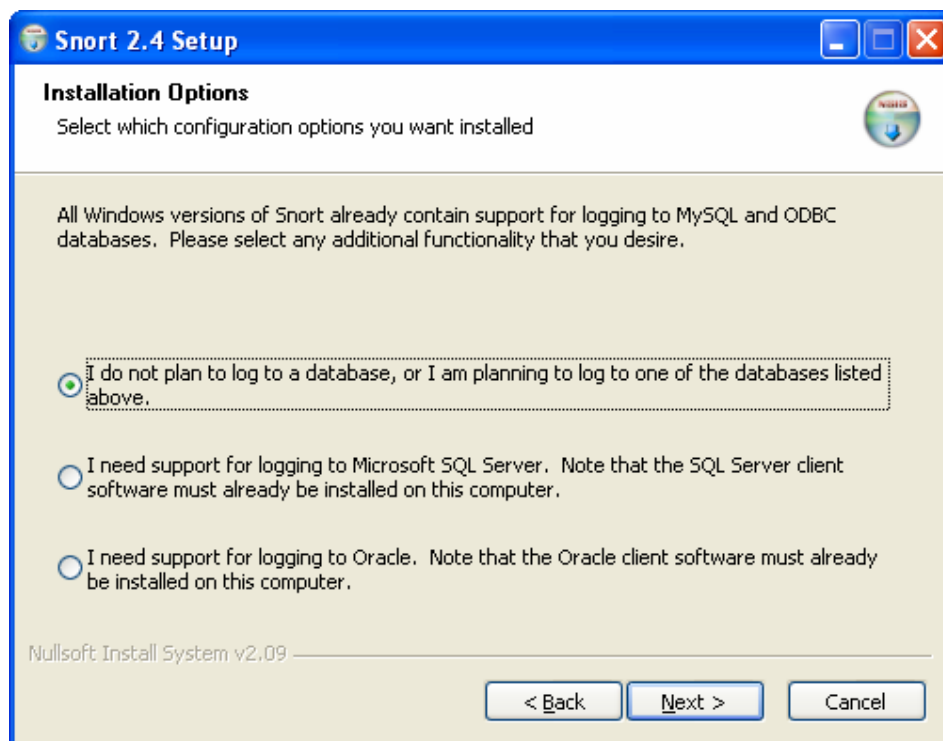 Snort 2.4 Setup
Installation Options
Select which configuration options you want installed
All Windows versions of Snort already contain support for logging to MySQL and ODBC
databases.  Please select any additional functionality that you desire.
I do not plan to log to a database, or I am planning to log to one of the databases listed
above.
I need support for logging to Microsoft SQL Server.  Note that the SQL Server client
software must already be installed on this computer.
I need support for logging to Oracle.  Note that the Oracle client software must already
be installed on this computer.
Nullsoft Install System v2.09
< Back
Next >
Cancel